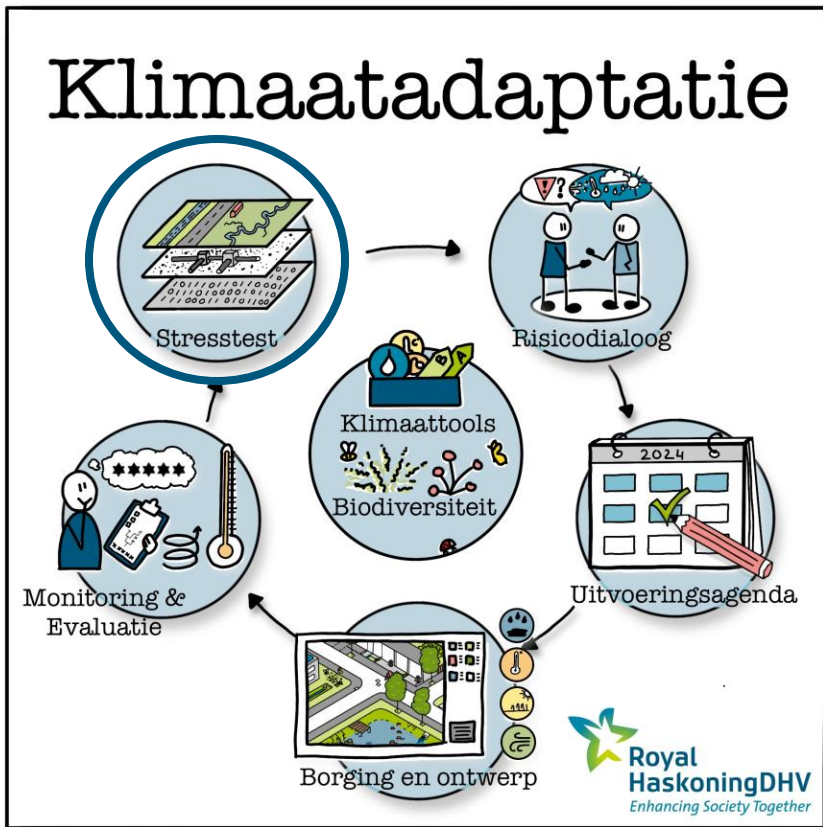 Klimaatadaptatie
Stresstest
!?
Risicodialoog
B A
Klimaattools
Biodiversiteit
2024
Uitvoeringsagenda
*****
Monitoring &
Evaluatie
Borging en ontwerp
Royal
HaskoningDHV
Enhancing Society Together